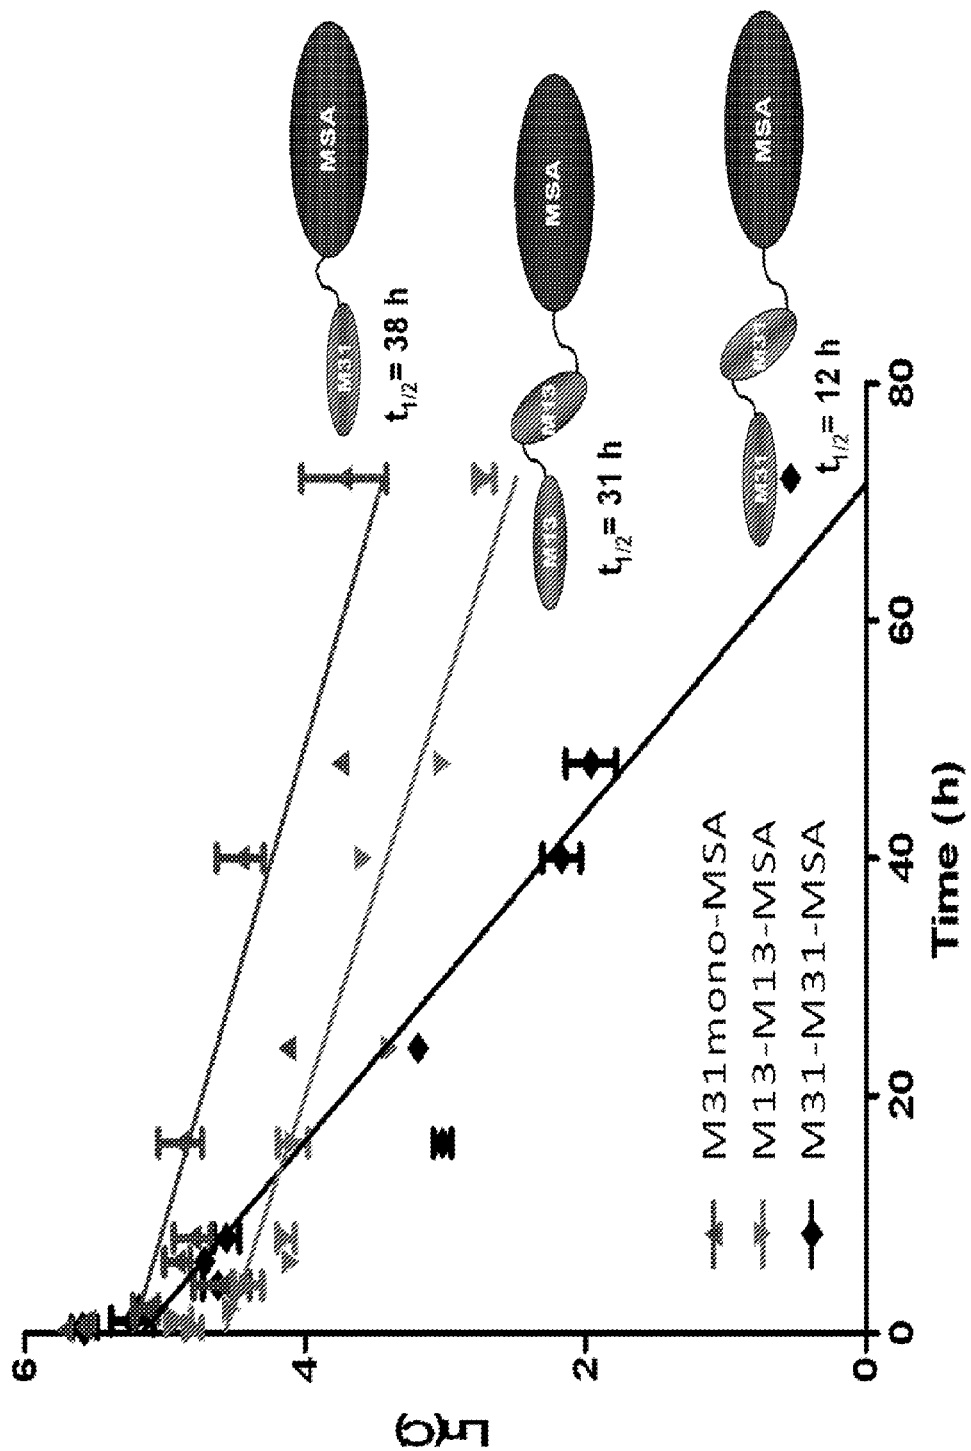 Ln(C)
6
4
2
0
M31 MSA
t1/2= 38 h
M13 M13 MSA
t1/2= 31 h
M31 M31 MSA
t1/2= 12 h
M31mono-MSA
M13-M13-MSA
M31-M31-MSA
0 20 40 60 80
Time (h)